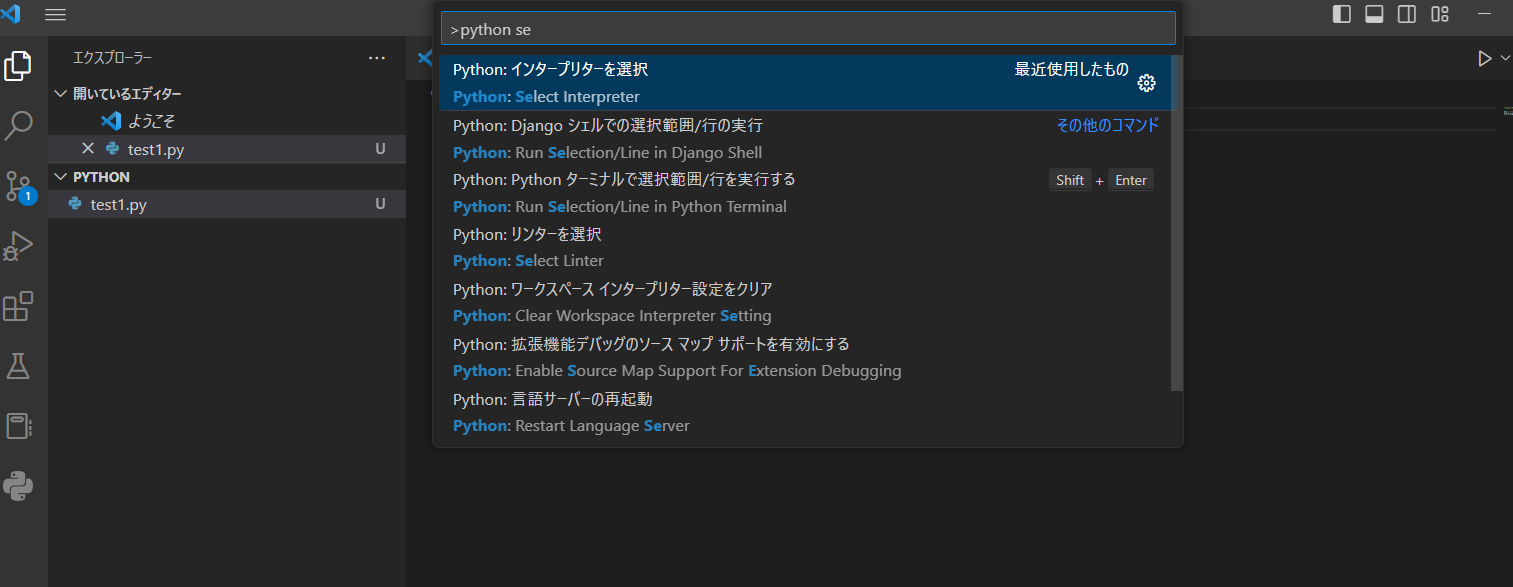 >python se
エクスプローラー
開いているエディター
ようこそ
test1.py U
PYTHON
test1.py U
1
Python: インタープリターを選択 最近使用したもの
Python: Select Interpreter
Python: Django シェルでの選択範囲/行の実行 その他のコマンド
Python: Run Selection/Line in Django Shell
Python: Python ターミナルで選択範囲/行を実行する Shift + Enter
Python: Run Selection/Line in Python Terminal
Python: リンターを選択
Python: Select Linter
Python: ワークスペース インタープリター設定をクリア
Python: Clear Workspace Interpreter Setting
Python: 拡張機能デバッグのソース マップ サポートを有効にする
Python: Enable Source Map Support For Extension Debugging
Python: 言語サーバーの再起動
Python: Restart Language Server